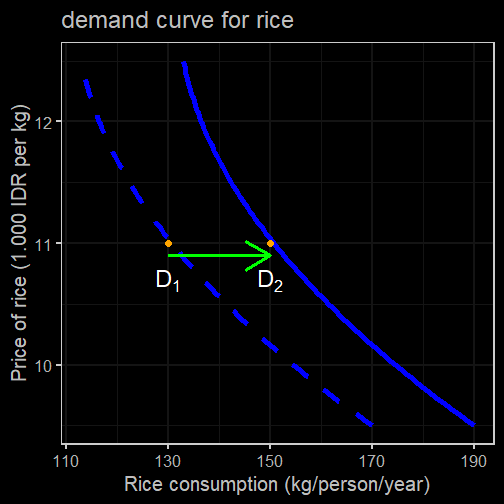 demand curve for rice
Price of rice (1.000 IDR per kg)
12
11
10
D₁
D₂
110
130
150
170
190
Rice consumption (kg/person/year)